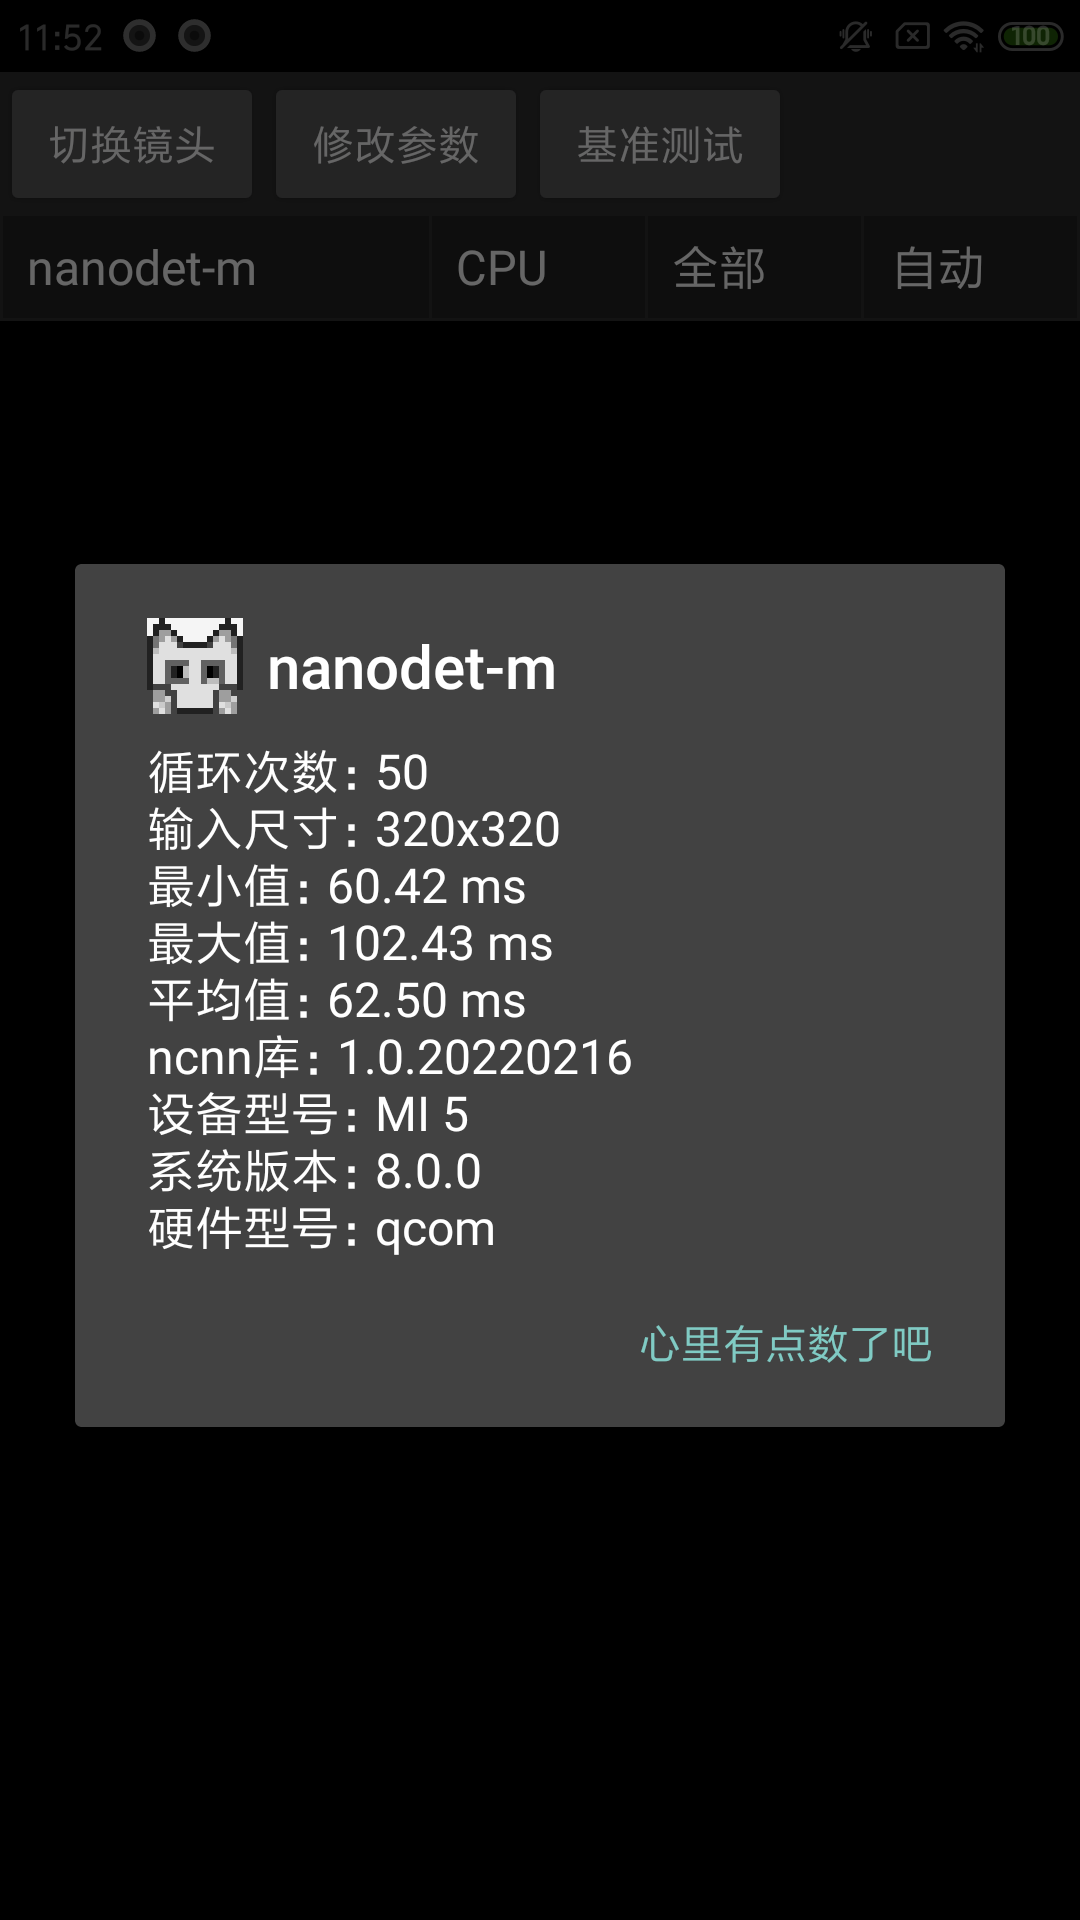 11:52
100
切换镜头
修改参数
基准测试
nanodet-m
CPU
全部
自动
nanodet-m
循环次数: 50
输入尺寸: 320x320
最小值: 60.42 ms
最大值: 102.43 ms
平均值: 62.50 ms
ncnn库: 1.0.20220216
设备型号: MI 5
系统版本: 8.0.0
硬件型号: qcom
心里有点数了吧